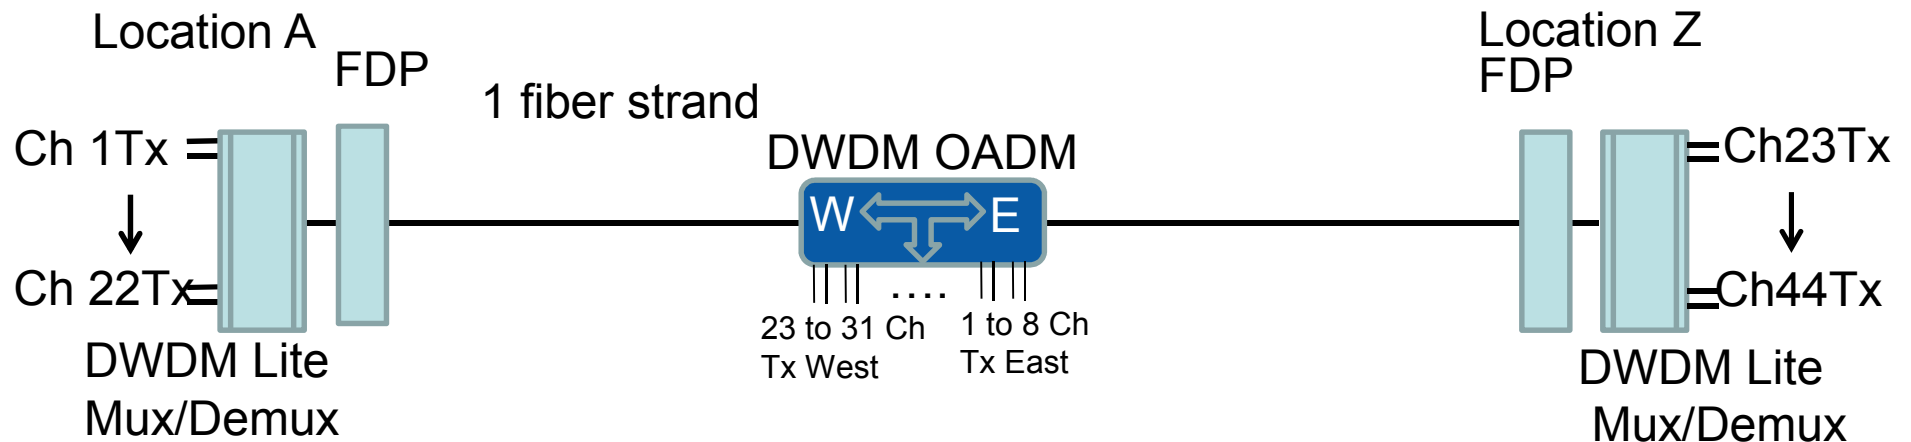 Location A
FDP
1 fiber strand
Location Z
FDP
Ch 1Tx
Ch 22Tx
DWDM Lite
Mux/Demux
DWDM OADM
W
E
....
23 to 31 Ch
Tx West
1 to 8 Ch
Tx East
Ch23Tx
Ch44Tx
DWDM Lite
Mux/Demux